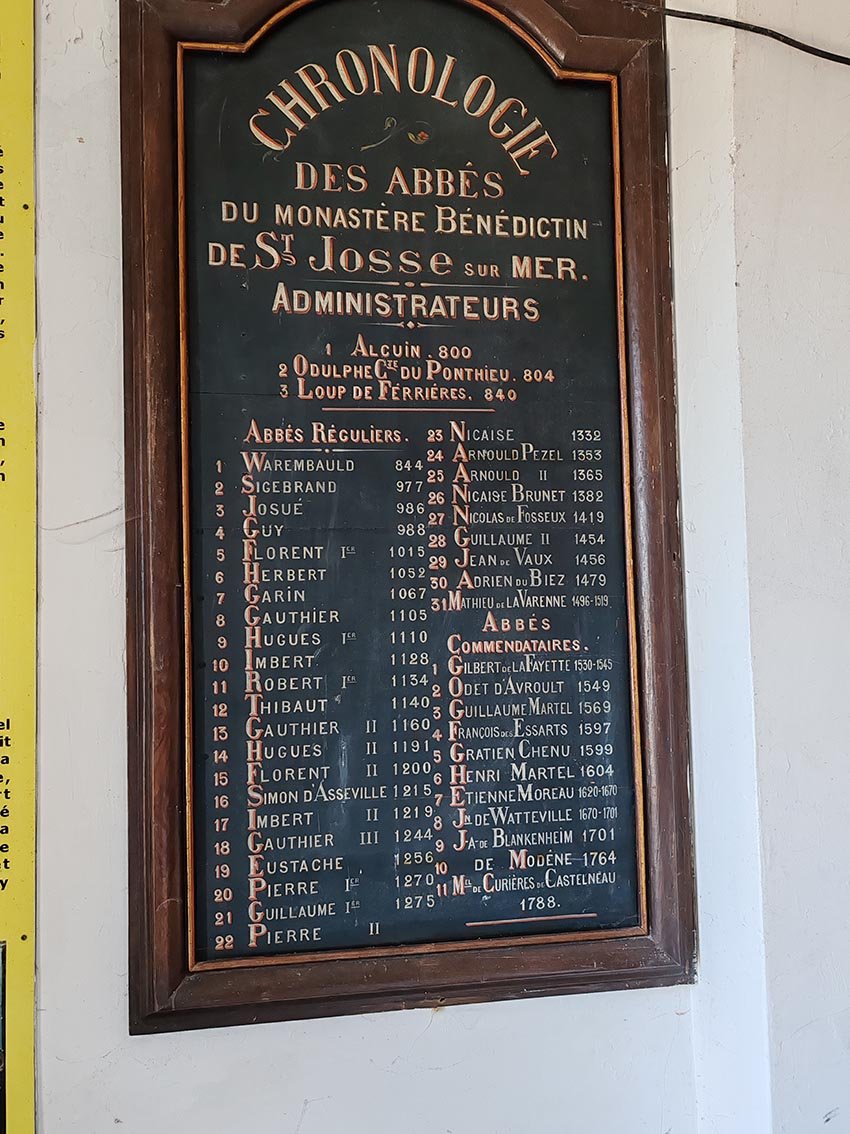 CHRONOLOGIE
DES ABBÉS
DU MONASTÈRE BÉNÉDICTIN
DE ST JOSSE SUR MER.
ADMINISTRATEURS
1 ALCUIN. 800
2 ODULPHE CTE DU PONTHIEU. 804
3 LOUP DE FÉRRIÉRES. 840
ABBÉS RÉGULIERS.
1 WAREMBAULD 844
2 SIGEBRAND 977
3 JOSUÉ 986
4 GUY 988
5 FLORENT IER 1015
6 HERBERT 1052
7 GARIN 1067
8 GAUTHIER 1105
9 HUGUES IER 1110
10 IMBERT 1128
11 ROBERT IER 1134
12 THIBAUT 1140
13 GAUTHIER II 1160
14 HUGUES II 1191
15 FLORENT II 1200
16 SIMON D'ASSEVILLE 1215
17 IMBERT II 1219
18 GAUTHIER III 1244
19 EUSTACHE 1256
20 PIERRE IER 1270
21 GUILLAUME IER 1275
22 PIERRE II
23 NICAISE 1332
24 ARNOULD PEZEL 1353
25 ARNOULD II 1365
26 NICAISE BRUNET 1382
27 NICOLAS DE FOSSEUX 1419
28 GUILLAUME II 1454
29 JEAN DE VAUX 1456
30 ADRIEN DU BIEZ 1479
31 MATHIEU DE LA VARENNE 1496-1519
ABBÉS
COMMENDATAIRES.
1 GILBERT DE LA FAYETTE 1530-1545
2 ODET D'AVROULT 1549
3 GUILLAUME MARTEL 1569
4 FRANÇOIS DES ESSARTS 1597
5 GRATIEN CHENU 1599
6 HENRI MARTEL 1604
7 ETIENNE MOREAU 1620-1670
8 JN DE WATTEVILLE 1670-1701
9 J-A- DE BLANKENHEIM 1701
10 DE MODÉNE 1764
11 MEL DE CURIÈRES DE CASTELNEAU
1788.